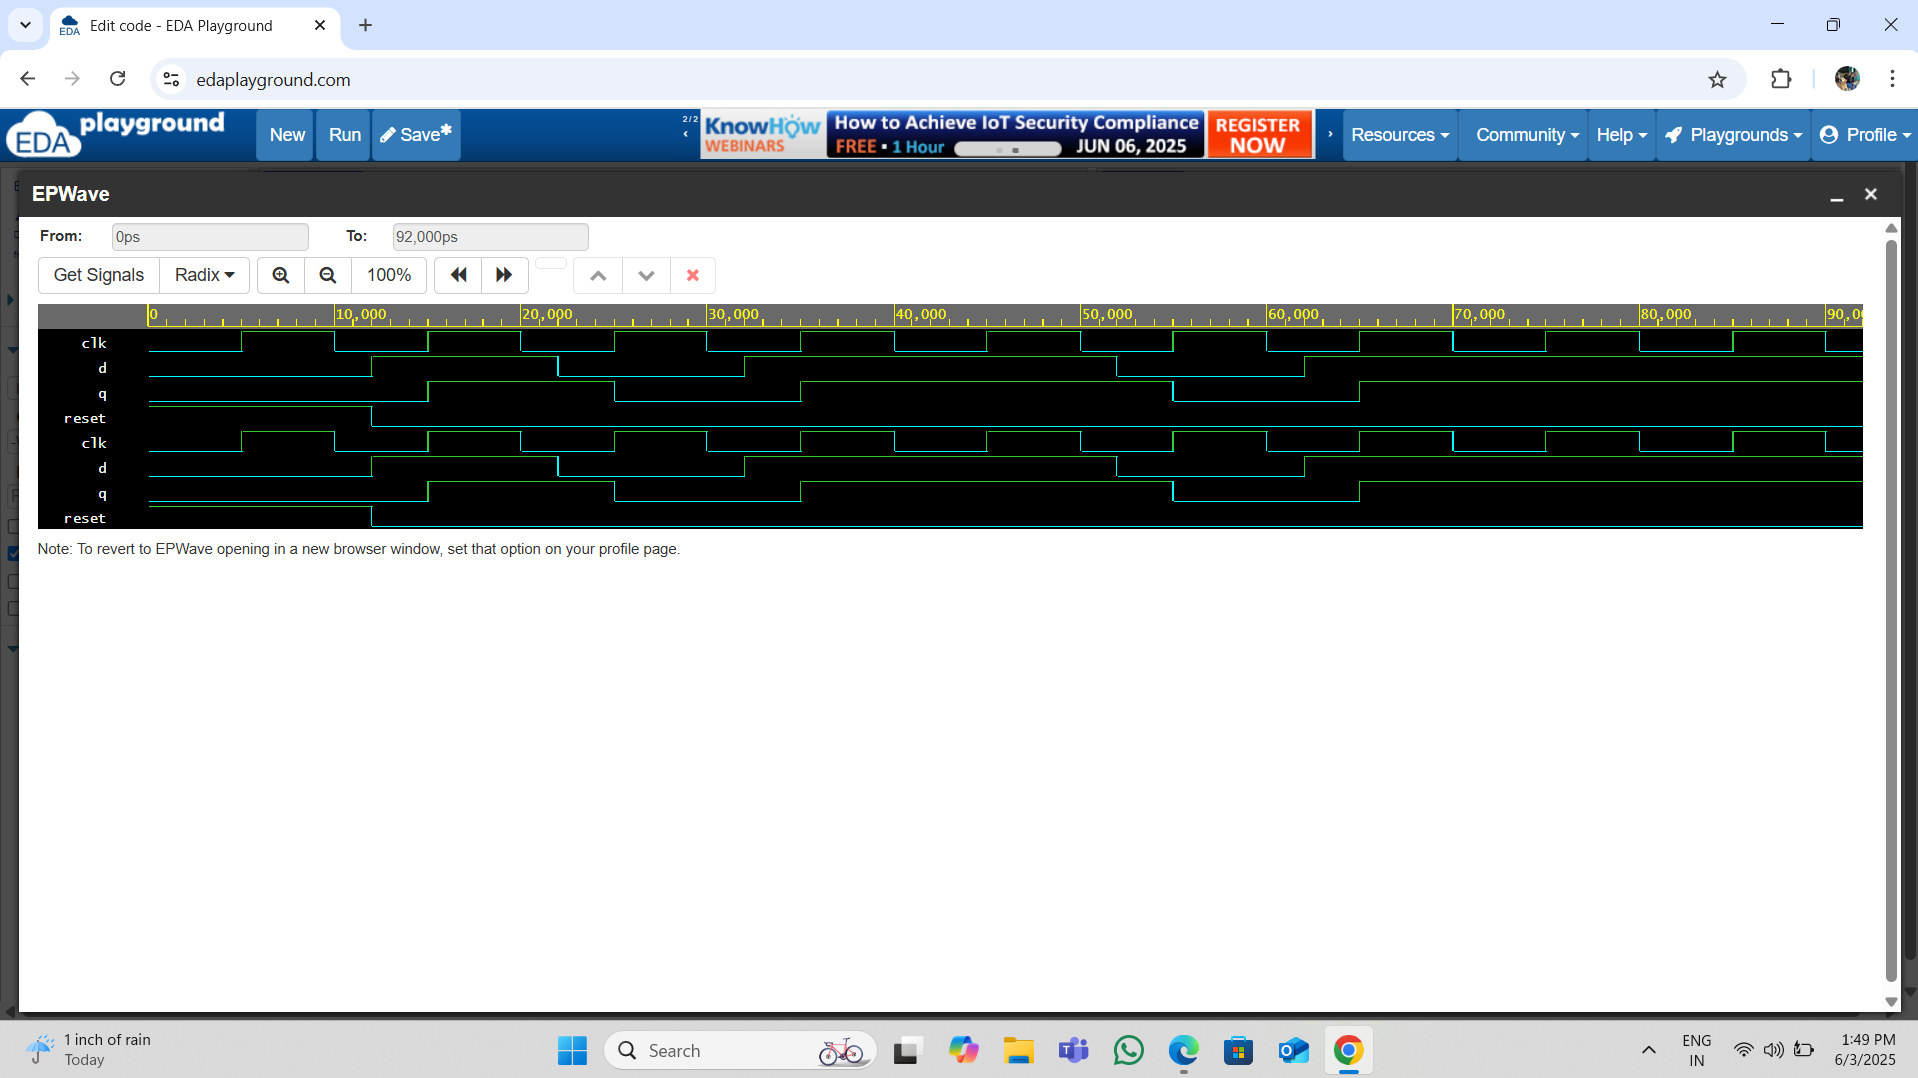 Edit code - EDA Playground
edaplayground.com
EDA playground
New
Run
Save*
2/2
KnowHow
WEBINARS
How to Achieve IoT Security Compliance
FREE • 1 Hour
JUN 06, 2025
REGISTER
NOW
Resources
Community
Help
Playgrounds
Profile
EPWave
From:
0ps
To:
92,000ps
Get Signals
Radix
100%
0
10,000
20,000
30,000
40,000
50,000
60,000
70,000
80,000
90,0
clk
d
q
reset
clk
d
q
reset
Note: To revert to EPWave opening in a new browser window, set that option on your profile page.
1 inch of rain
Today
Search
ENG
IN
1:49 PM
6/3/2025